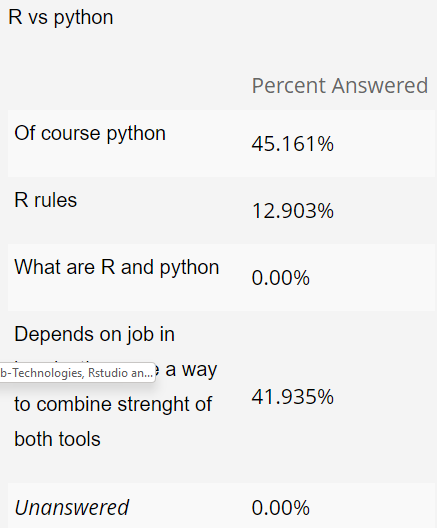 R vs python
Percent Answered
Of course python
45.161%
R rules
12.903%
What are R and python
0.00%
Depends on job in
b-Technologies, Rstudio an...
a way
to combine strenght of
41.935%
both tools
Unanswered
0.00%